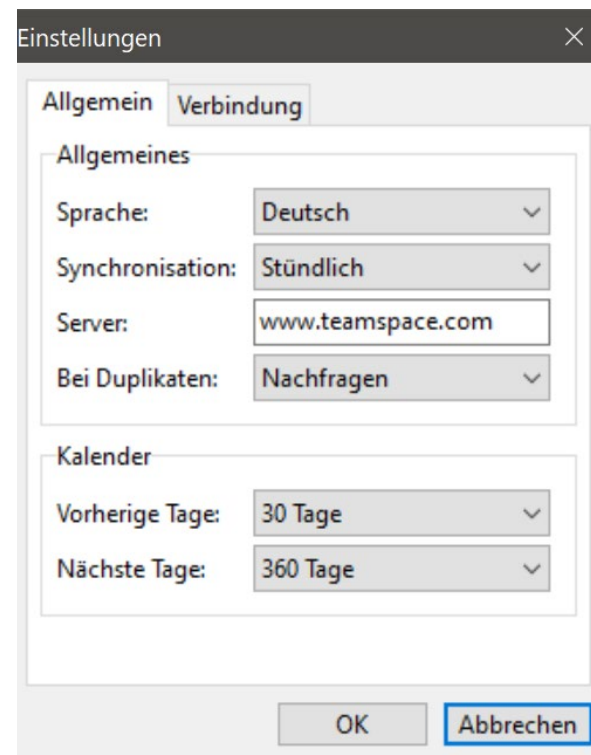 Einstellungen
Allgemein Verbindung
Allgemeines
Sprache: Deutsch
Synchronisation: Stündlich
Server: www.teamspace.com
Bei Duplikaten: Nachfragen
Kalender
Vorherige Tage: 30 Tage
Nächste Tage: 360 Tage
OK Abbrechen